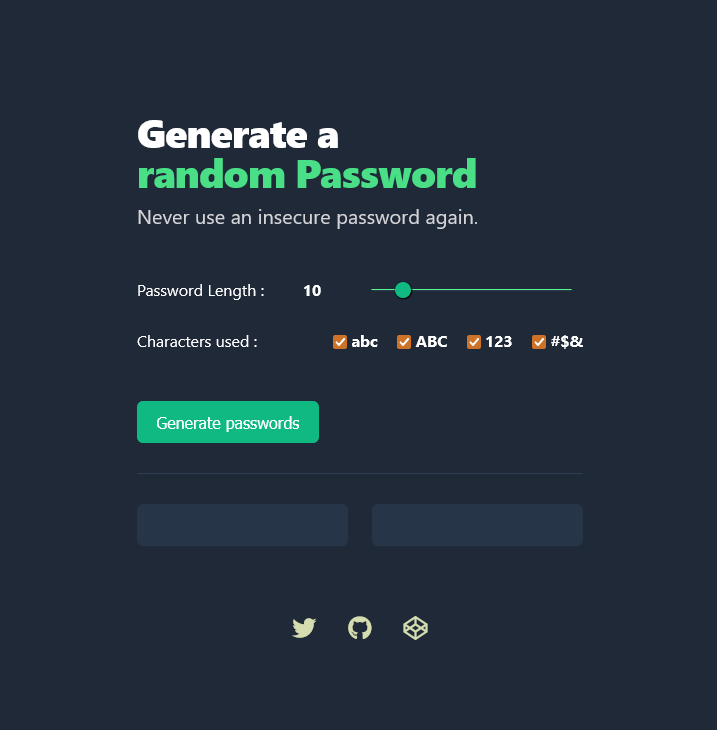 Generate a
random Password
Never use an insecure password again.
Password Length : 10
Characters used : abc ABC 123 #$&
Generate passwords